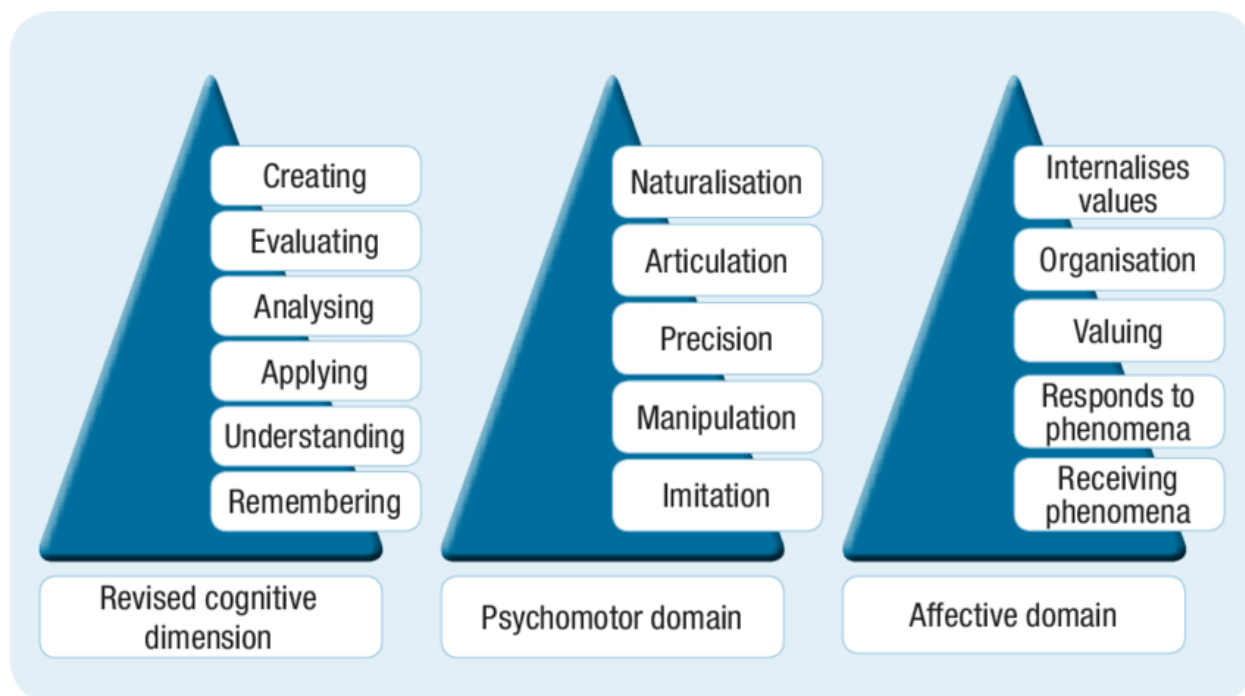 Creating
Evaluating
Analysing
Applying
Understanding
Remembering
Revised cognitive
dimension
Naturalisation
Articulation
Precision
Manipulation
Imitation
Psychomotor domain
Internalises
values
Organisation
Valuing
Responds to
phenomena
Receiving
phenomena
Affective domain